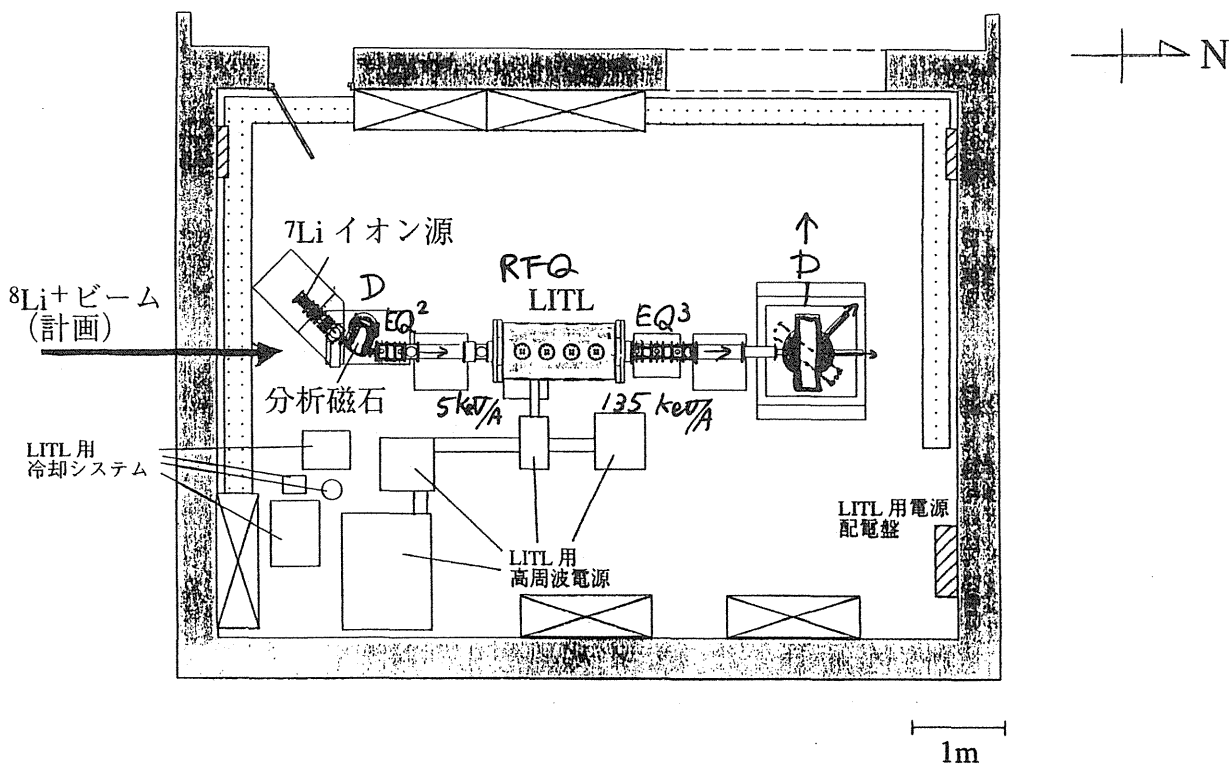 N
⁷Li イオン源
D
EQ²
RFQ
LITL
EQ³
D
⁸Li⁺ ビーム
(計画)
分析磁石
5 keV/A
135 keV/A
LITL 用
冷却システム
LITL 用
高周波電源
LITL 用電源
配電盤
1m